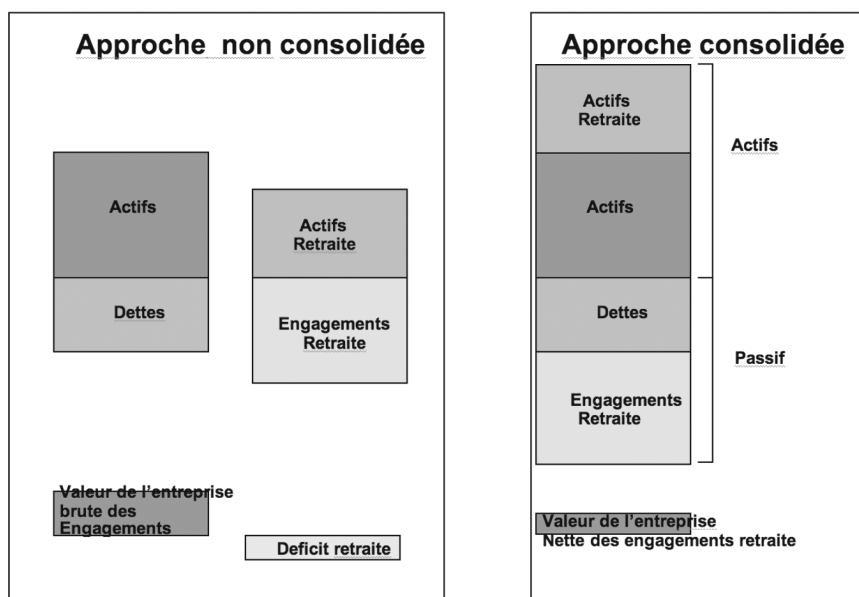 Approche non consolidée
Actifs
Dettes
Actifs
Retraite
Engagements
Retraite
Valeur de l'entreprise
brute des
Engagements
Deficit retraite
Approche consolidée
Actifs
Retraite
Actifs
Dettes
Engagements
Retraite
Actifs
Passif
Valeur de l'entreprise
Nette des engagements retraite